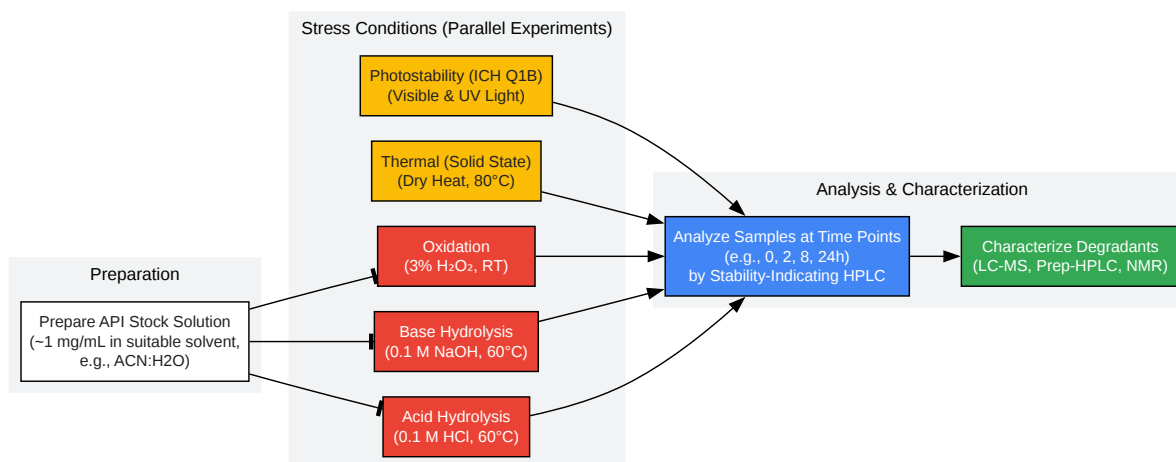 Stress Conditions (Parallel Experiments)
Photostability (ICH Q1B)
(Visible & UV Light)
Thermal (Solid State)
(Dry Heat, 80°C)
Oxidation
(3% H₂O₂, RT)
Base Hydrolysis
(0.1 M NaOH, 60°C)
Acid Hydrolysis
(0.1 M HCl, 60°C)
Preparation
Prepare API Stock Solution
(~1 mg/mL in suitable solvent,
e.g., ACN:H2O)
Analysis & Characterization
Analyze Samples at Time Points
(e.g., 0, 2, 8, 24h)
by Stability-Indicating HPLC
Characterize Degradants
(LC-MS, Prep-HPLC, NMR)